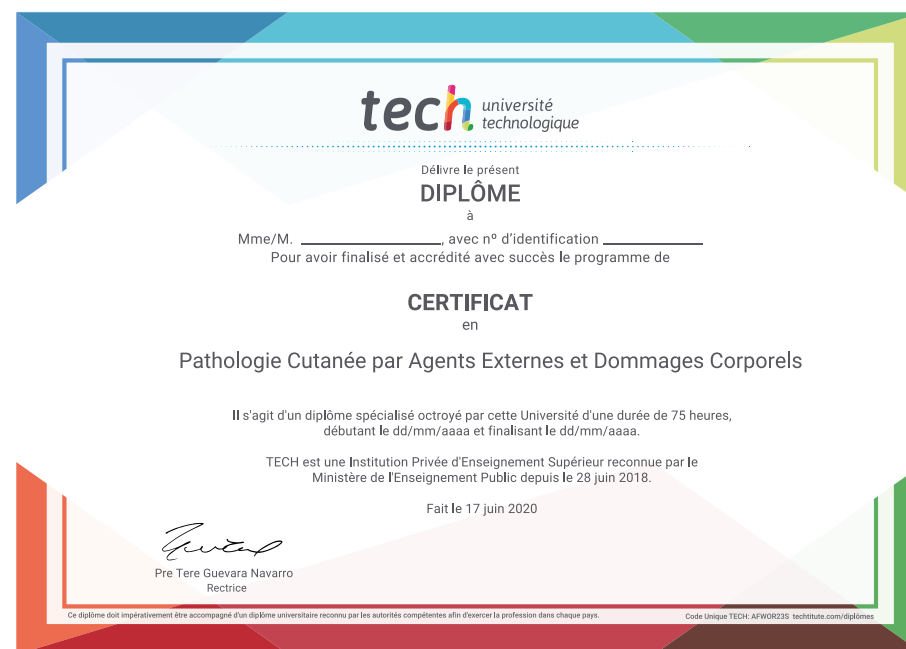 tech université
technologique
Délivre le présent
DIPLÔME
à
Mme/M. ____________________, avec nº d'identification ______________
Pour avoir finalisé et accrédité avec succès le programme de
CERTIFICAT
en
Pathologie Cutanée par Agents Externes et Dommages Corporels
Il s'agit d'un diplôme spécialisé octroyé par cette Université d'une durée de 75 heures,
débutant le dd/mm/aaaa et finalisant le dd/mm/aaaa.
TECH est une Institution Privée d'Enseignement Supérieur reconnue par le
Ministère de l'Enseignement Public depuis le 28 juin 2018.
Fait le 17 juin 2020
Pre Tere Guevara Navarro
Rectrice
Ce diplôme doit impérativement être accompagné d'un diplôme universitaire reconnu par les autorités compétentes afin d'exercer la profession dans chaque pays.
Code Unique TECH: AFWOR23S techtitute.com/diplômes